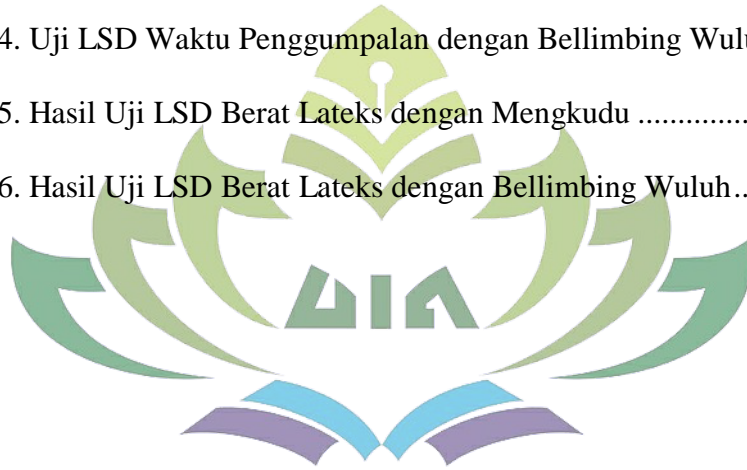 4. Uji LSD Waktu Penggumpalan dengan Bellimbing
5. Hasil Uji LSD Berat Lateks dengan Mengkudu ..............
6. Hasil Uji LSD Berat Lateks dengan Bellimbing Wuluh..
UIN